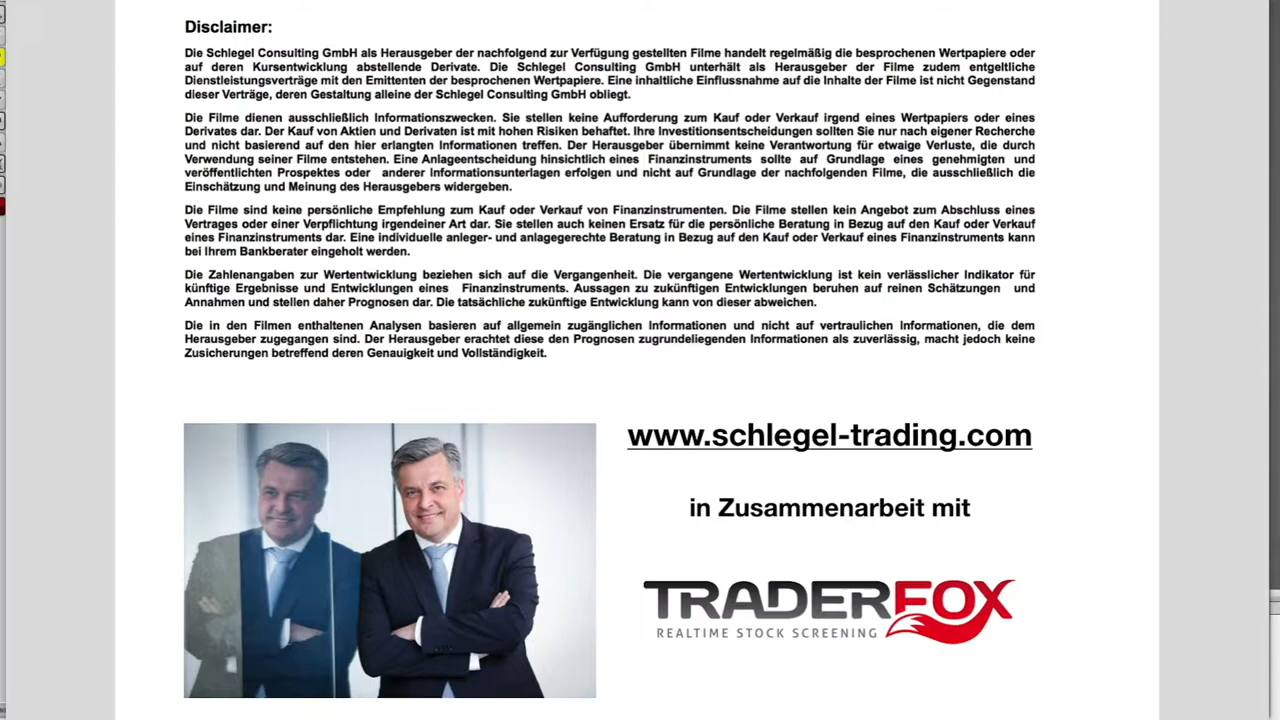 Disclaimer:
Die Schlegel Consulting GmbH als Herausgeber der nachfolgend zur Verfügung gestellten Filme handelt regelmäßig die besprochenen Wertpapiere oder
auf deren Kursentwicklung abstellende Derivate. Die Schlegel Consulting GmbH unterhält als Herausgeber der Filme zudem entgeltliche
Dienstleistungsverträge mit den Emittenten der besprochenen Wertpapiere. Eine inhaltliche Einflussnahme auf die Inhalte der Filme ist nicht Gegenstand
dieser Verträge, deren Gestaltung alleine der Schlegel Consulting GmbH obliegt.
Die Filme dienen ausschließlich Informationszwecken. Sie stellen keine Aufforderung zum Kauf oder Verkauf irgend eines Wertpapiers oder eines
Derivates dar. Der Kauf von Aktien und Derivaten ist mit hohen Risiken behaftet. Ihre Investitionsentscheidungen sollten Sie nur nach eigener Recherche
und nicht basierend auf den hier erlangten Informationen treffen. Der Herausgeber übernimmt keine Verantwortung für etwaige Verluste, die durch
Verwendung seiner Filme entstehen. Eine Anlageentscheidung hinsichtlich eines Finanzinstruments sollte auf Grundlage eines genehmigten und
veröffentlichten Prospektes oder anderer Informationsunterlagen erfolgen und nicht auf Grundlage der nachfolgenden Filme, die ausschließlich die
Einschätzung und Meinung des Herausgebers widergeben.
Die Filme sind keine persönliche Empfehlung zum Kauf oder Verkauf von Finanzinstrumenten. Die Filme stellen kein Angebot zum Abschluss eines
Vertrages oder einer Verpflichtung irgendeiner Art dar. Sie stellen auch keinen Ersatz für die persönliche Beratung in Bezug auf den Kauf oder Verkauf
eines Finanzinstruments dar. Eine individuelle anleger- und anlagegerechte Beratung in Bezug auf den Kauf oder Verkauf eines Finanzinstruments kann
bei Ihrem Bankberater eingeholt werden.
Die Zahlenangaben zur Wertentwicklung beziehen sich auf die Vergangenheit. Die vergangene Wertentwicklung ist kein verlässlicher Indikator für
künftige Ergebnisse und Entwicklungen eines Finanzinstruments. Aussagen zu zukünftigen Entwicklungen beruhen auf reinen Schätzungen und
Annahmen und stellen daher Prognosen dar. Die tatsächliche zukünftige Entwicklung kann von dieser abweichen.
Die in den Filmen enthaltenen Analysen basieren auf allgemein zugänglichen Informationen und nicht auf vertraulichen Informationen, die dem
Herausgeber zugegangen sind. Der Herausgeber erachtet diese den Prognosen zugrundeliegenden Informationen als zuverlässig, macht jedoch keine
Zusicherungen betreffend deren Genauigkeit und Vollständigkeit.
www.schlegel-trading.com
in Zusammenarbeit mit
TRADERFOX
REALTIME STOCK SCREENING